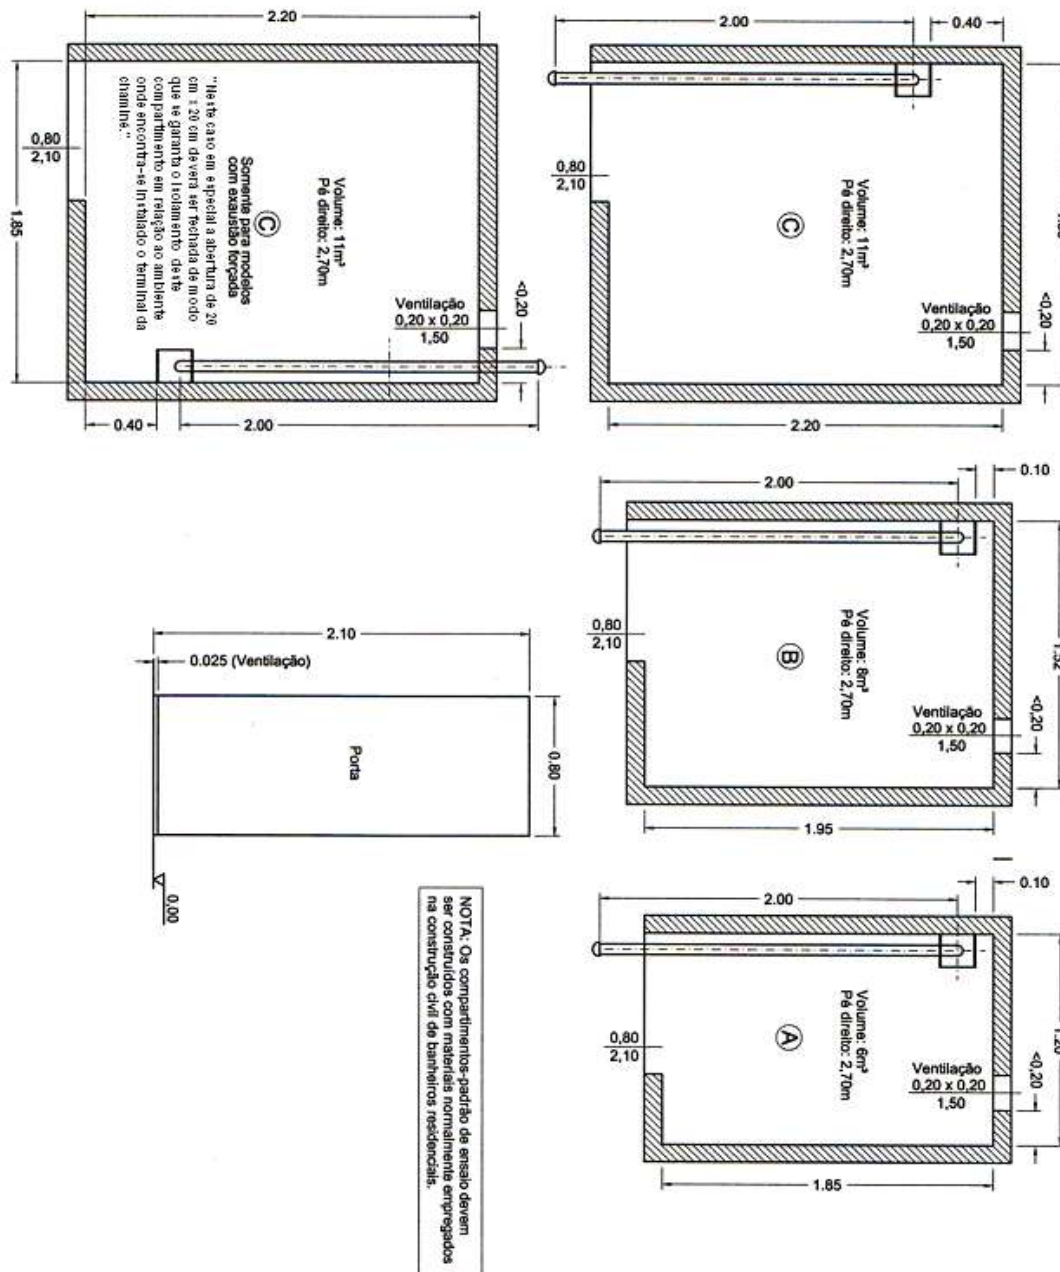 2.20
1.85
0,80
2,10
"Neste caso em especial a abertura de 20
cm x 20 cm deverá ser fechada de modo
que se garanta o isolamento deste
compartimento em relação ao ambiente
onde encontra-se instalado o terminal da
chaminé."
Somente para modelos
com exaustão forçada
C
Volume: 11m³
Pé direito: 2,70m
Ventilação
0,20 x 0,20
1,50
<0,20
0.40
2.00
2.00
0.40
0,80
2,10
Volume: 11m³
Pé direito: 2,70m
C
Ventilação
0,20 x 0,20
1,50
<0,20
2.20
2.00
0.10
0,80
2,10
Volume: 8m³
Pé direito: 2,70m
B
Ventilação
0,20 x 0,20
1,50
<0,20
1.95
2.10
0.025 (Ventilação)
Porta
0.80
0.00
2.00
0.10
0,80
2,10
Volume: 6m³
Pé direito: 2,70m
A
Ventilação
0,20 x 0,20
1,50
<0,20
1.85
NOTA: Os compartimentos-padrão de ensaio devem
ser construídos com materiais normalmente empregados
na construção civil de banheiros residenciais.